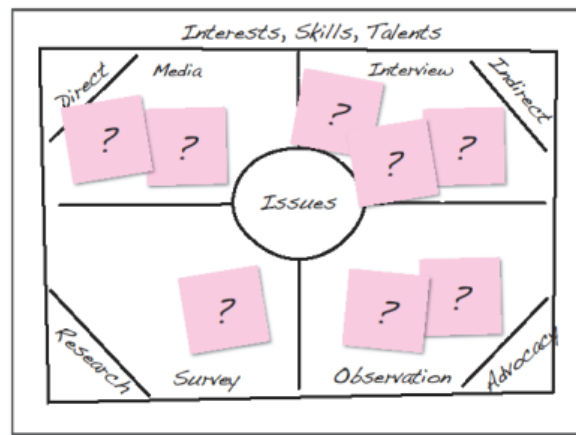 Interests, Skills, Talents
Direct
Media
Interview
Indirect
?
?
?
?
?
Issues
?
?
?
Research
Survey
Observation
Advocacy